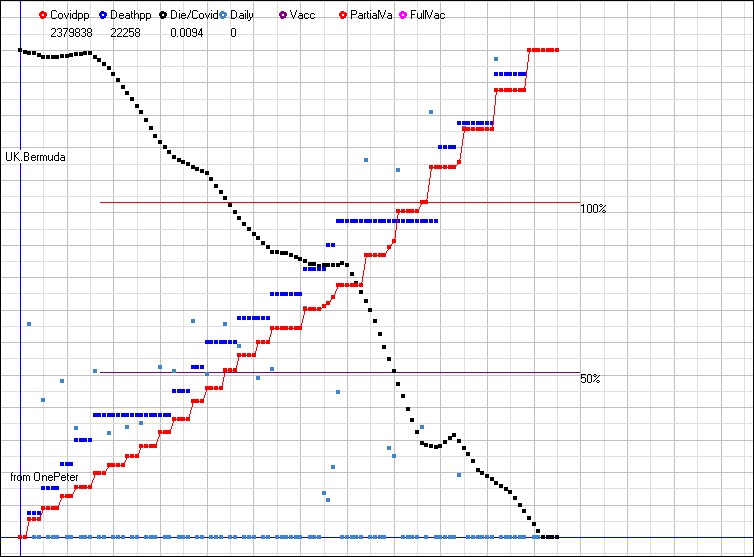 Covidpp Deathpp Die/Covid Daily Vacc PartialVa FullVac
2379838 22258 0.0094 0
UK.Bermuda
100%
50%
from OnePeter